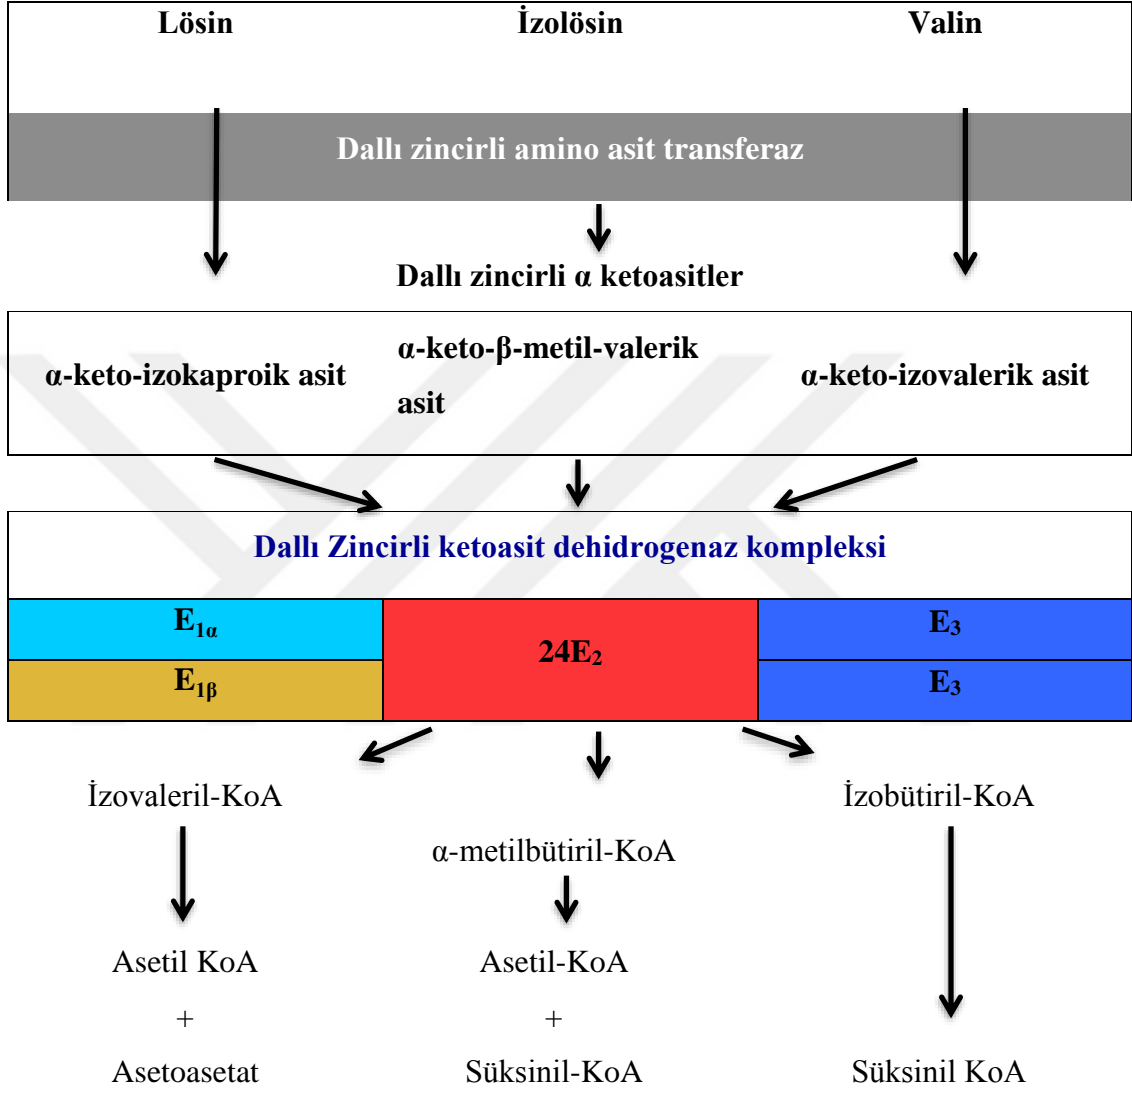 Lösin İzolösin Valin
Dallı zincirli amino asit transferaz
Dallı zincirli α ketoasitler
α-keto-izokaproik asit
α-keto-β-metil-valerik
asit
α-keto-izovalerik asit
Dallı Zincirli ketoasit dehidrogenaz kompleksi
E1α
E1β
24E2
E3
E3
İzovaleril-KoA
α-metilbütiril-KoA
İzobütiril-KoA
Asetil KoA
+
Asetoasetat
Asetil-KoA
+
Süksinil-KoA
Süksinil KoA